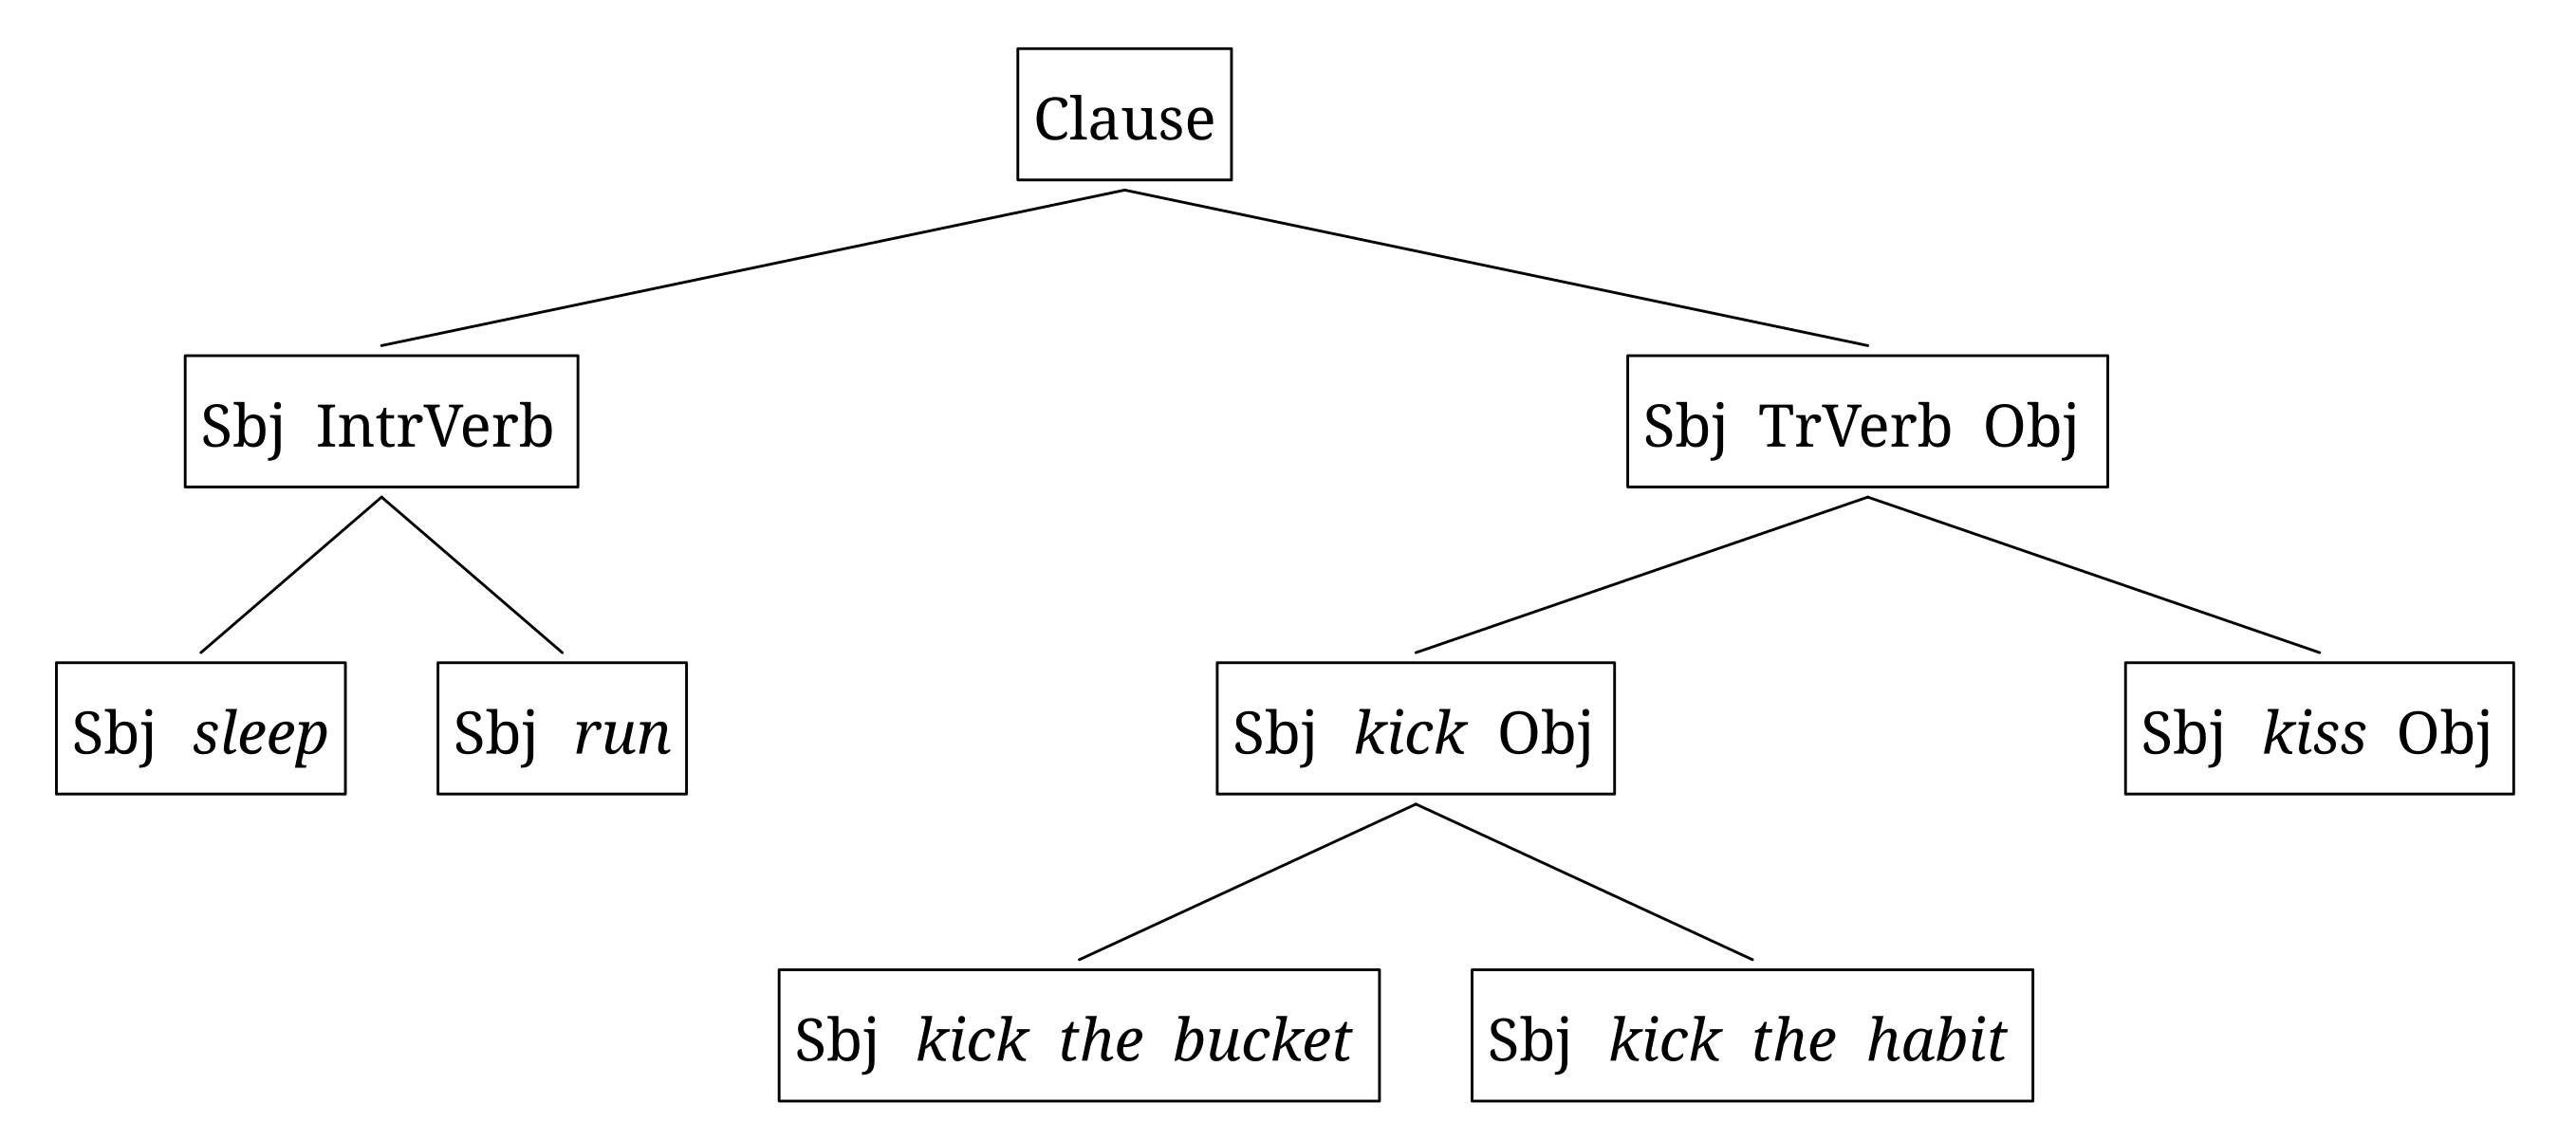 Clause
Sbj IntrVerb
Sbj TrVerb Obj
Sbj sleep
Sbj run
Sbj kick Obj
Sbj kiss Obj
Sbj kick the bucket
Sbj kick the habit